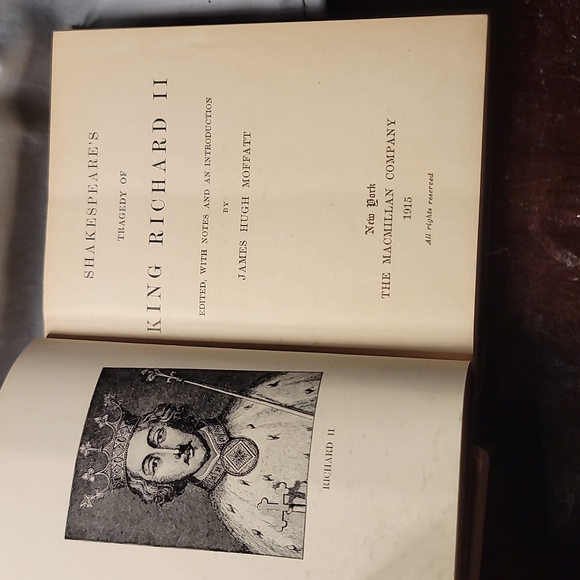 SHAKESPEARE'S
TRAGEDY OF
KING RICHARD II
EDITED, WITH NOTES AND AN INTRODUCTION
BY
JAMES HUGH MOFFATT
New York
THE MACMILLAN COMPANY
1915
All rights reserved
RICHARD II